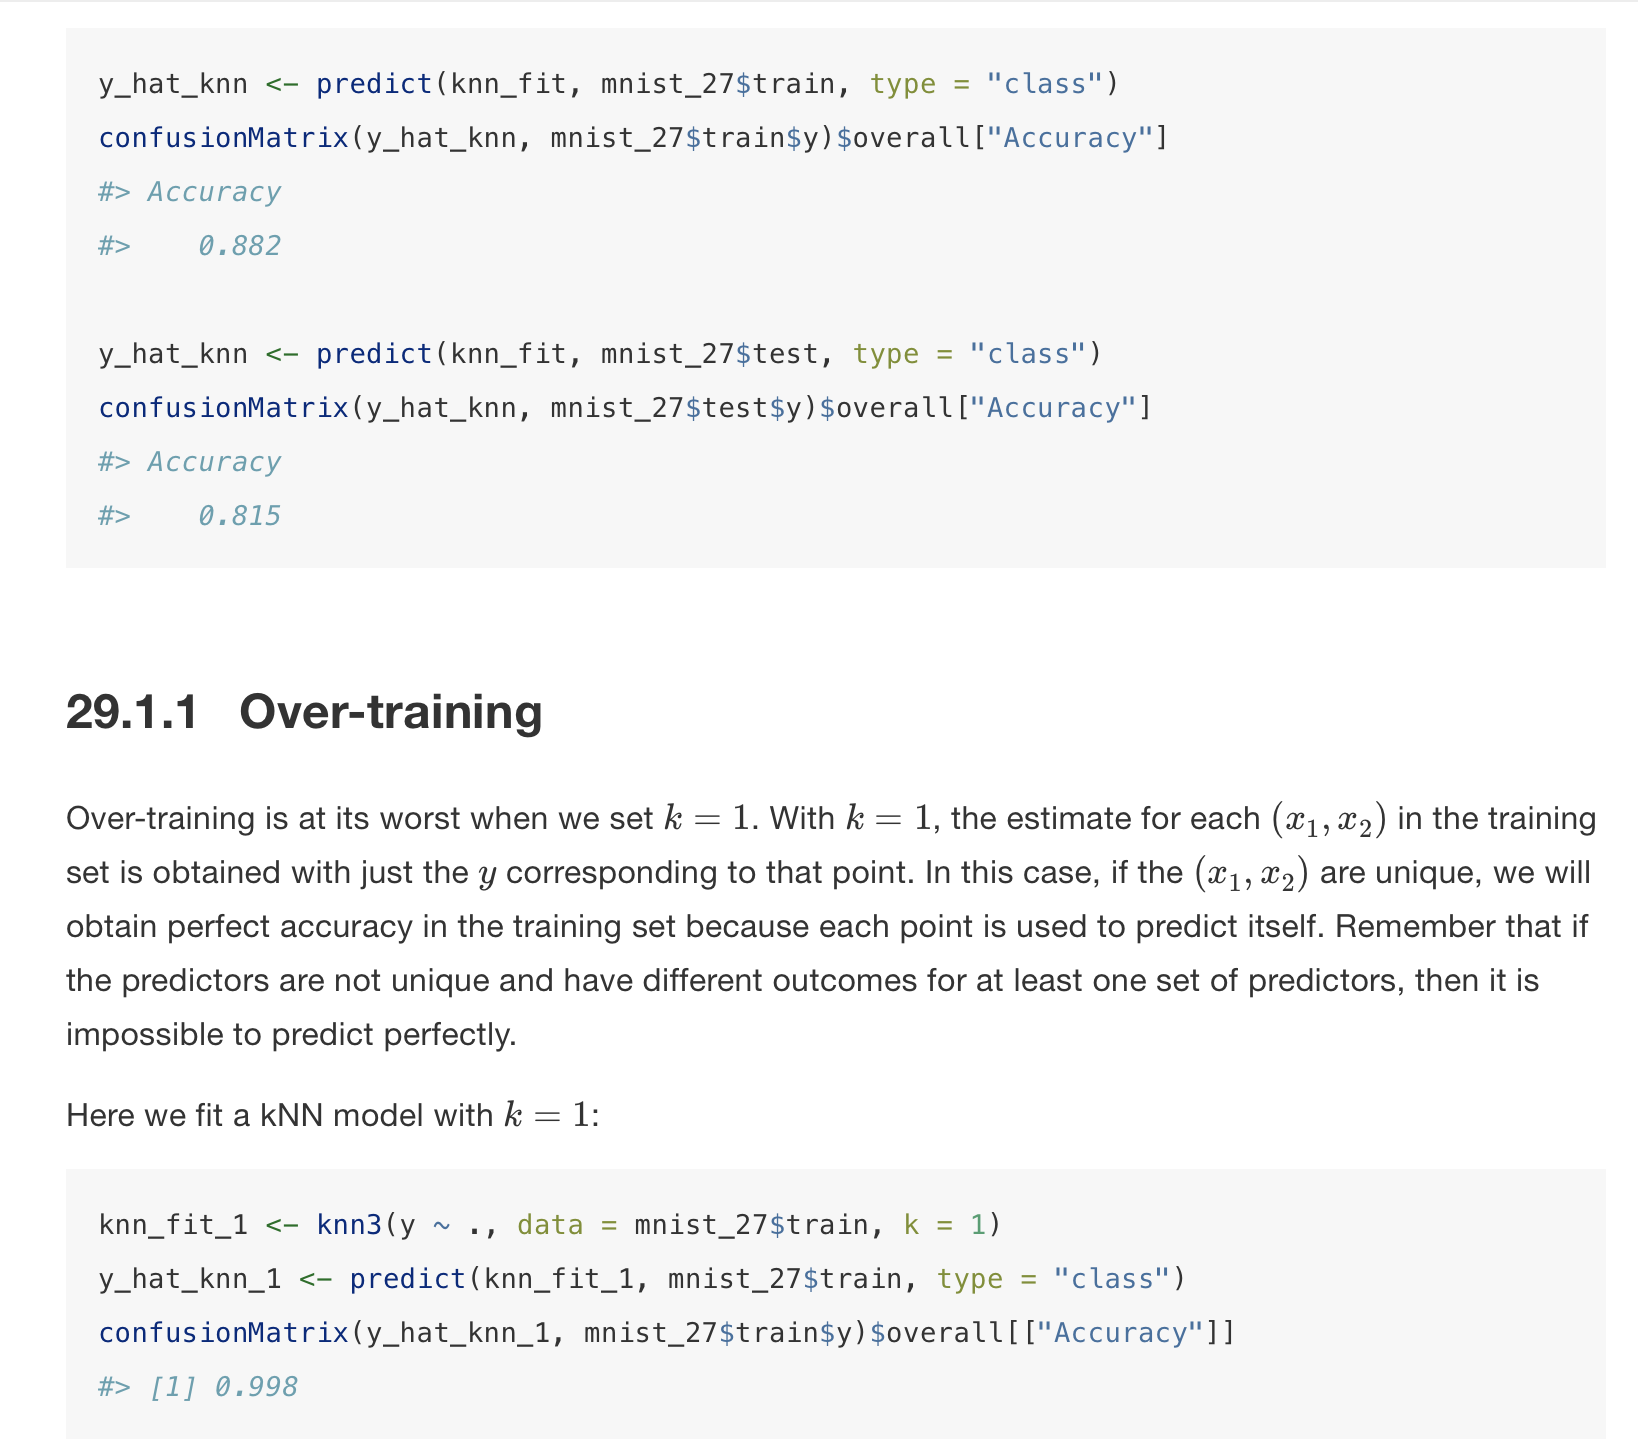 y_hat_knn <- predict(knn_fit, mnist_27$train, type = "class")
confusionMatrix(y_hat_knn, mnist_27$train$y)$overall["Accuracy"]
#> Accuracy
#>    0.882
y_hat_knn <- predict(knn_fit, mnist_27$test, type = "class")
confusionMatrix(y_hat_knn, mnist_27$test$y)$overall["Accuracy"]
#> Accuracy
#>    0.815
29.1.1 Over-training
Over-training is at its worst when we set k = 1. With k = 1, the estimate for each (x₁, x₂) in the training
set is obtained with just the y corresponding to that point. In this case, if the (x₁, x₂) are unique, we will
obtain perfect accuracy in the training set because each point is used to predict itself. Remember that if
the predictors are not unique and have different outcomes for at least one set of predictors, then it is
impossible to predict perfectly.
Here we fit a kNN model with k = 1:
knn_fit_1 <- knn3(y ~ ., data = mnist_27$train, k = 1)
y_hat_knn_1 <- predict(knn_fit_1, mnist_27$train, type = "class")
confusionMatrix(y_hat_knn_1, mnist_27$train$y)$overall[["Accuracy"]]
#> [1] 0.998